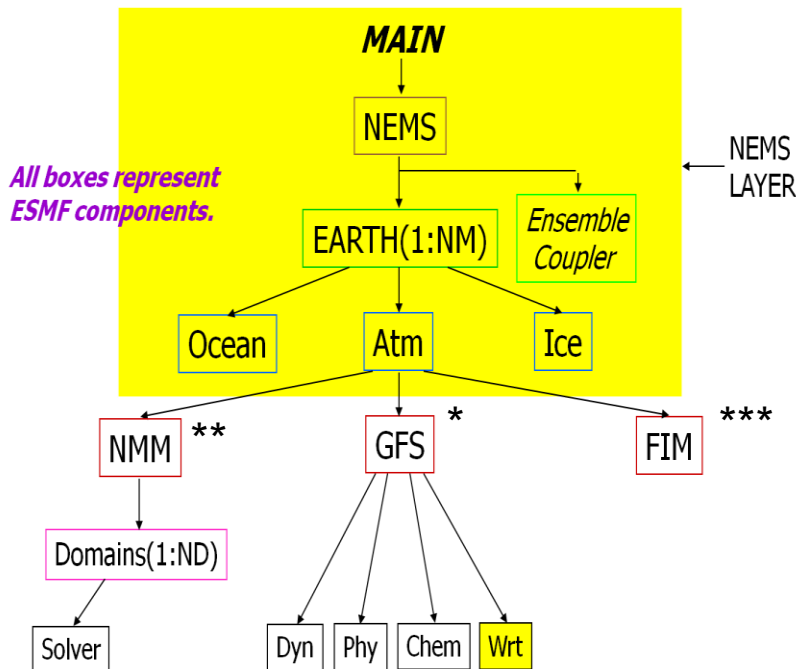 MAIN
NEMS
NEMS
LAYER
All boxes represent
ESMF components.
EARTH(1:NM)
Ensemble
Coupler
Ocean
Atm
Ice
NMM
**
GFS
*
FIM
***
Domains(1:ND)
Solver
Dyn
Phy
Chem
Wrt